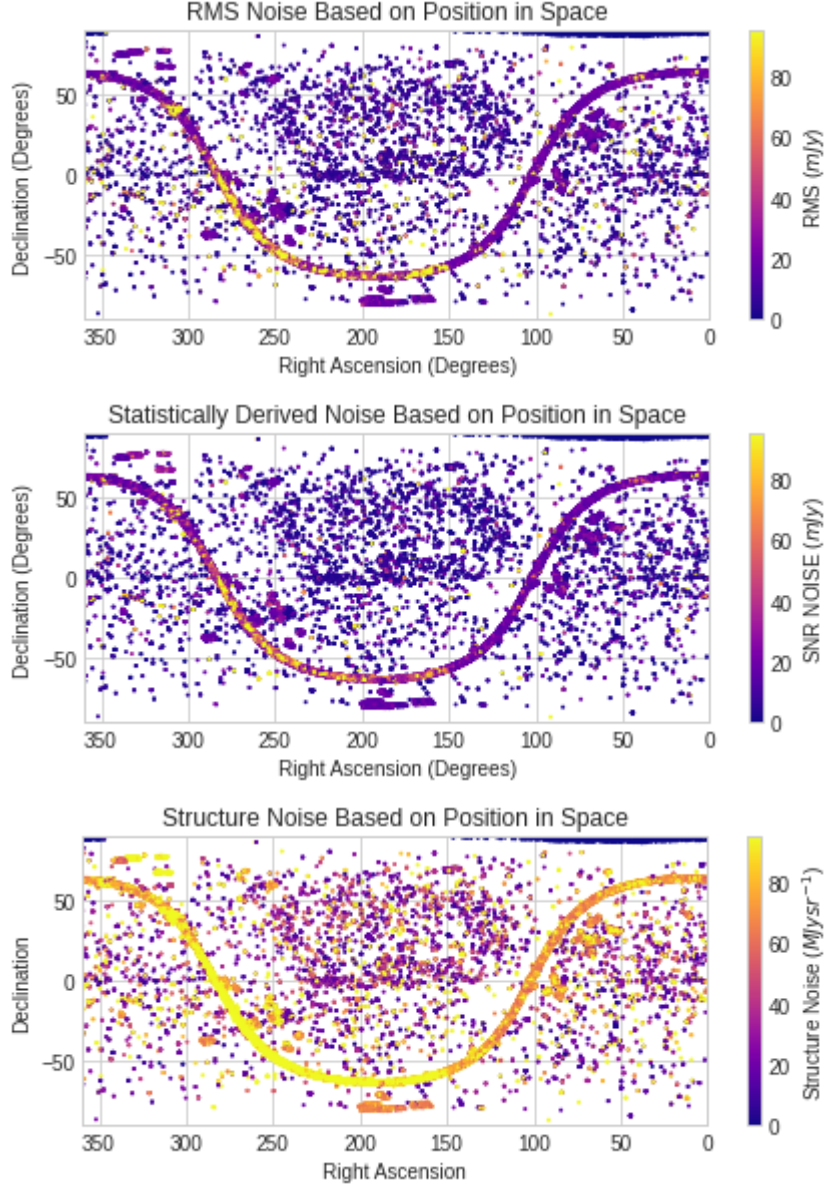 RMS Noise Based on Position in Space
Declination (Degrees)
50
0
−50
350 300 250 200 150 100 50 0
Right Ascension (Degrees)
80
60
40
20
0
RMS (mJy)
Statistically Derived Noise Based on Position in Space
Declination (Degrees)
50
0
−50
350 300 250 200 150 100 50 0
Right Ascension (Degrees)
80
60
40
20
0
SNR NOISE (mJy)
Structure Noise Based on Position in Space
Declination
50
0
−50
350 300 250 200 150 100 50 0
Right Ascension
80
60
40
20
0
Structure Noise (MJysr⁻¹)